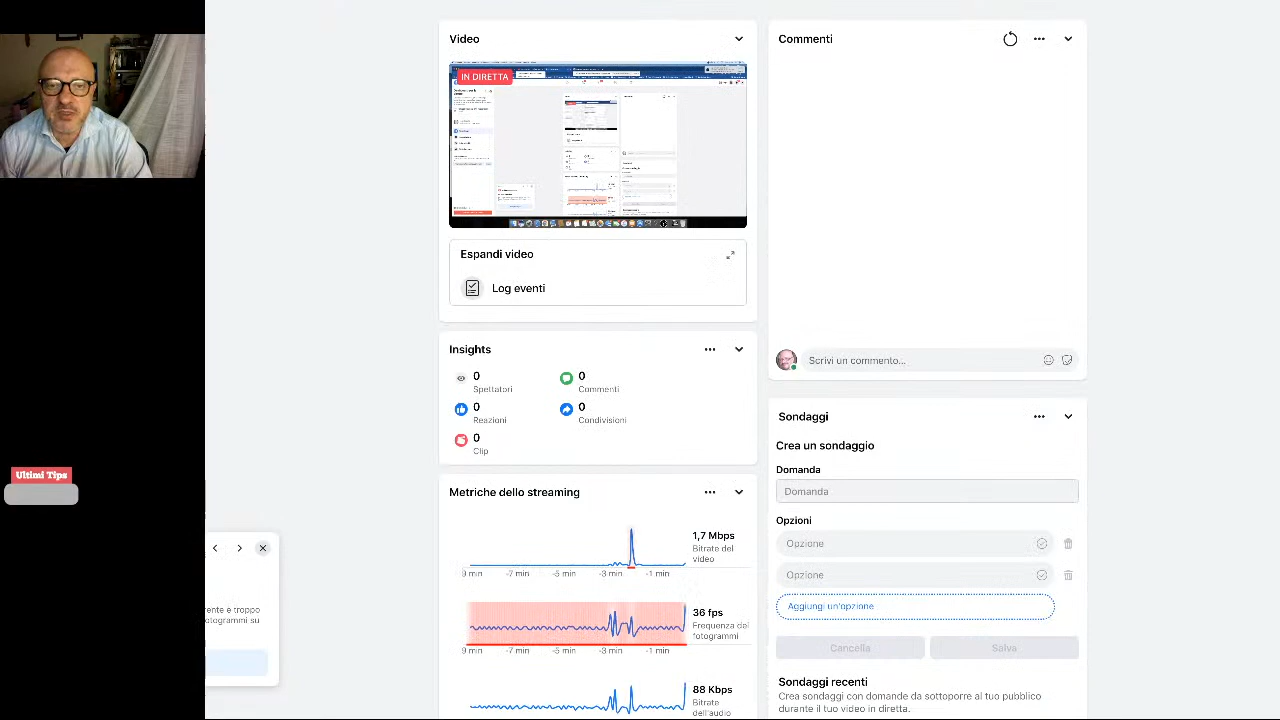 Video
IN DIRETTA
Espandi video
Log eventi
Insights
0
Spettatori
0
Commenti
0
Reazioni
0
Condivisioni
0
Clip
Metriche dello streaming
1,7 Mbps
Bitrate del
video
9 min
-7 min
-5 min
-3 min
-1 min
36 fps
Frequenza dei
fotogrammi
9 min
-7 min
-5 min
-3 min
-1 min
88 Kbps
Bitrate
dell'audio
Commenti
Scrivi un commento...
Sondaggi
Crea un sondaggio
Domanda
Domanda
Opzioni
Opzione
Opzione
Aggiungi un'opzione
Cancella
Salva
Sondaggi recenti
Crea sondaggi con domande da sottoporre al tuo pubblico
durante il tuo video in diretta.
Ultimi Tips
rente e troppo
fotogrammi su